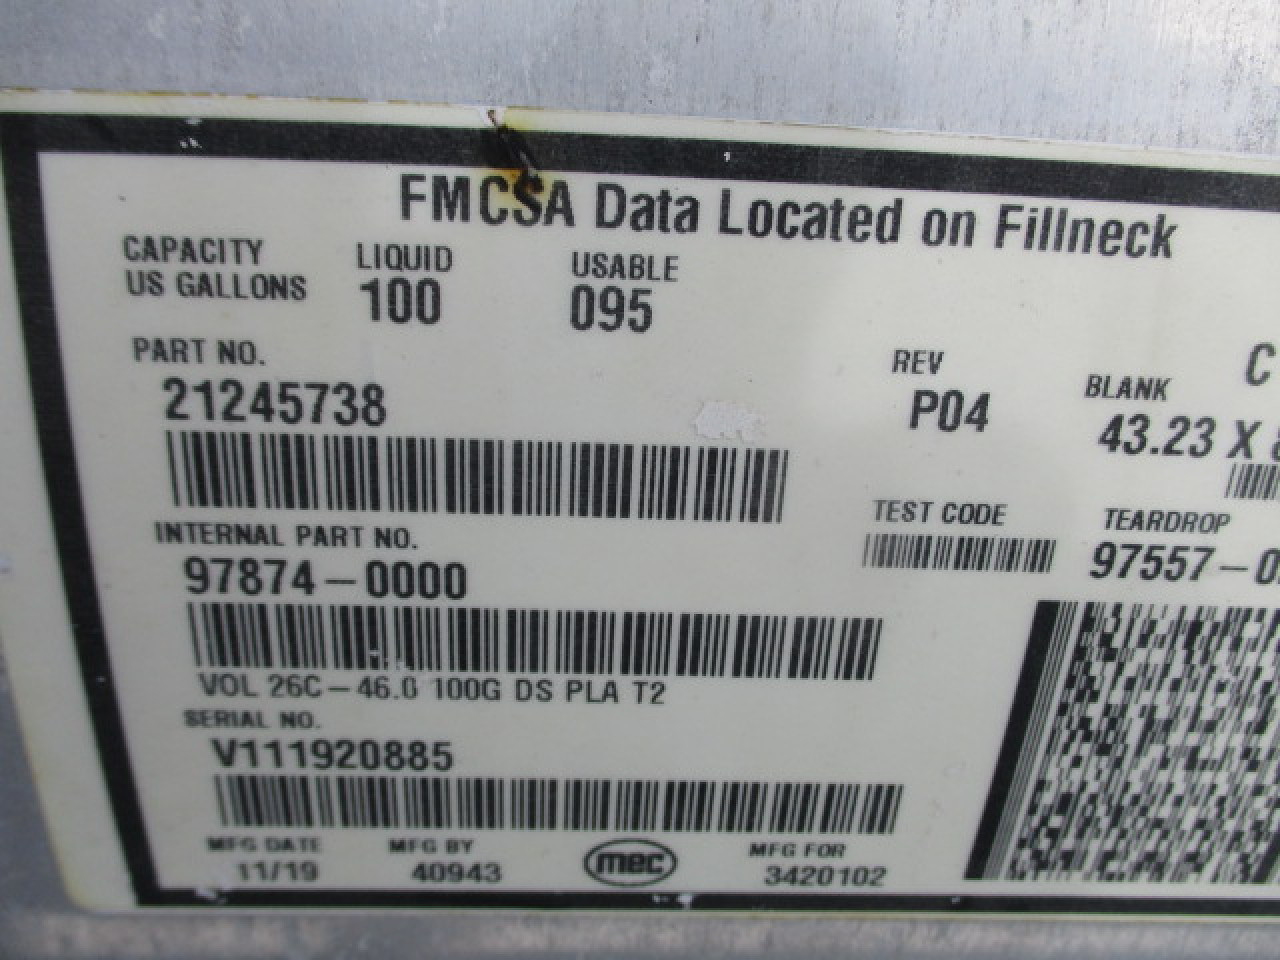 FMCSA Data Located on Fillneck
CAPACITY
US GALLONS
LIQUID
100
USABLE
095
PART NO.
21245738
REV
P04
BLANK
43.23 X
C
INTERNAL PART NO.
97874-0000
TEST CODE
TEARDROP
97557-0
VOL 26C-46.0 100G DS PLA T2
SERIAL NO.
V111920885
MFG DATE
11/19
MFG BY
40943
mec
MFG FOR
3420102